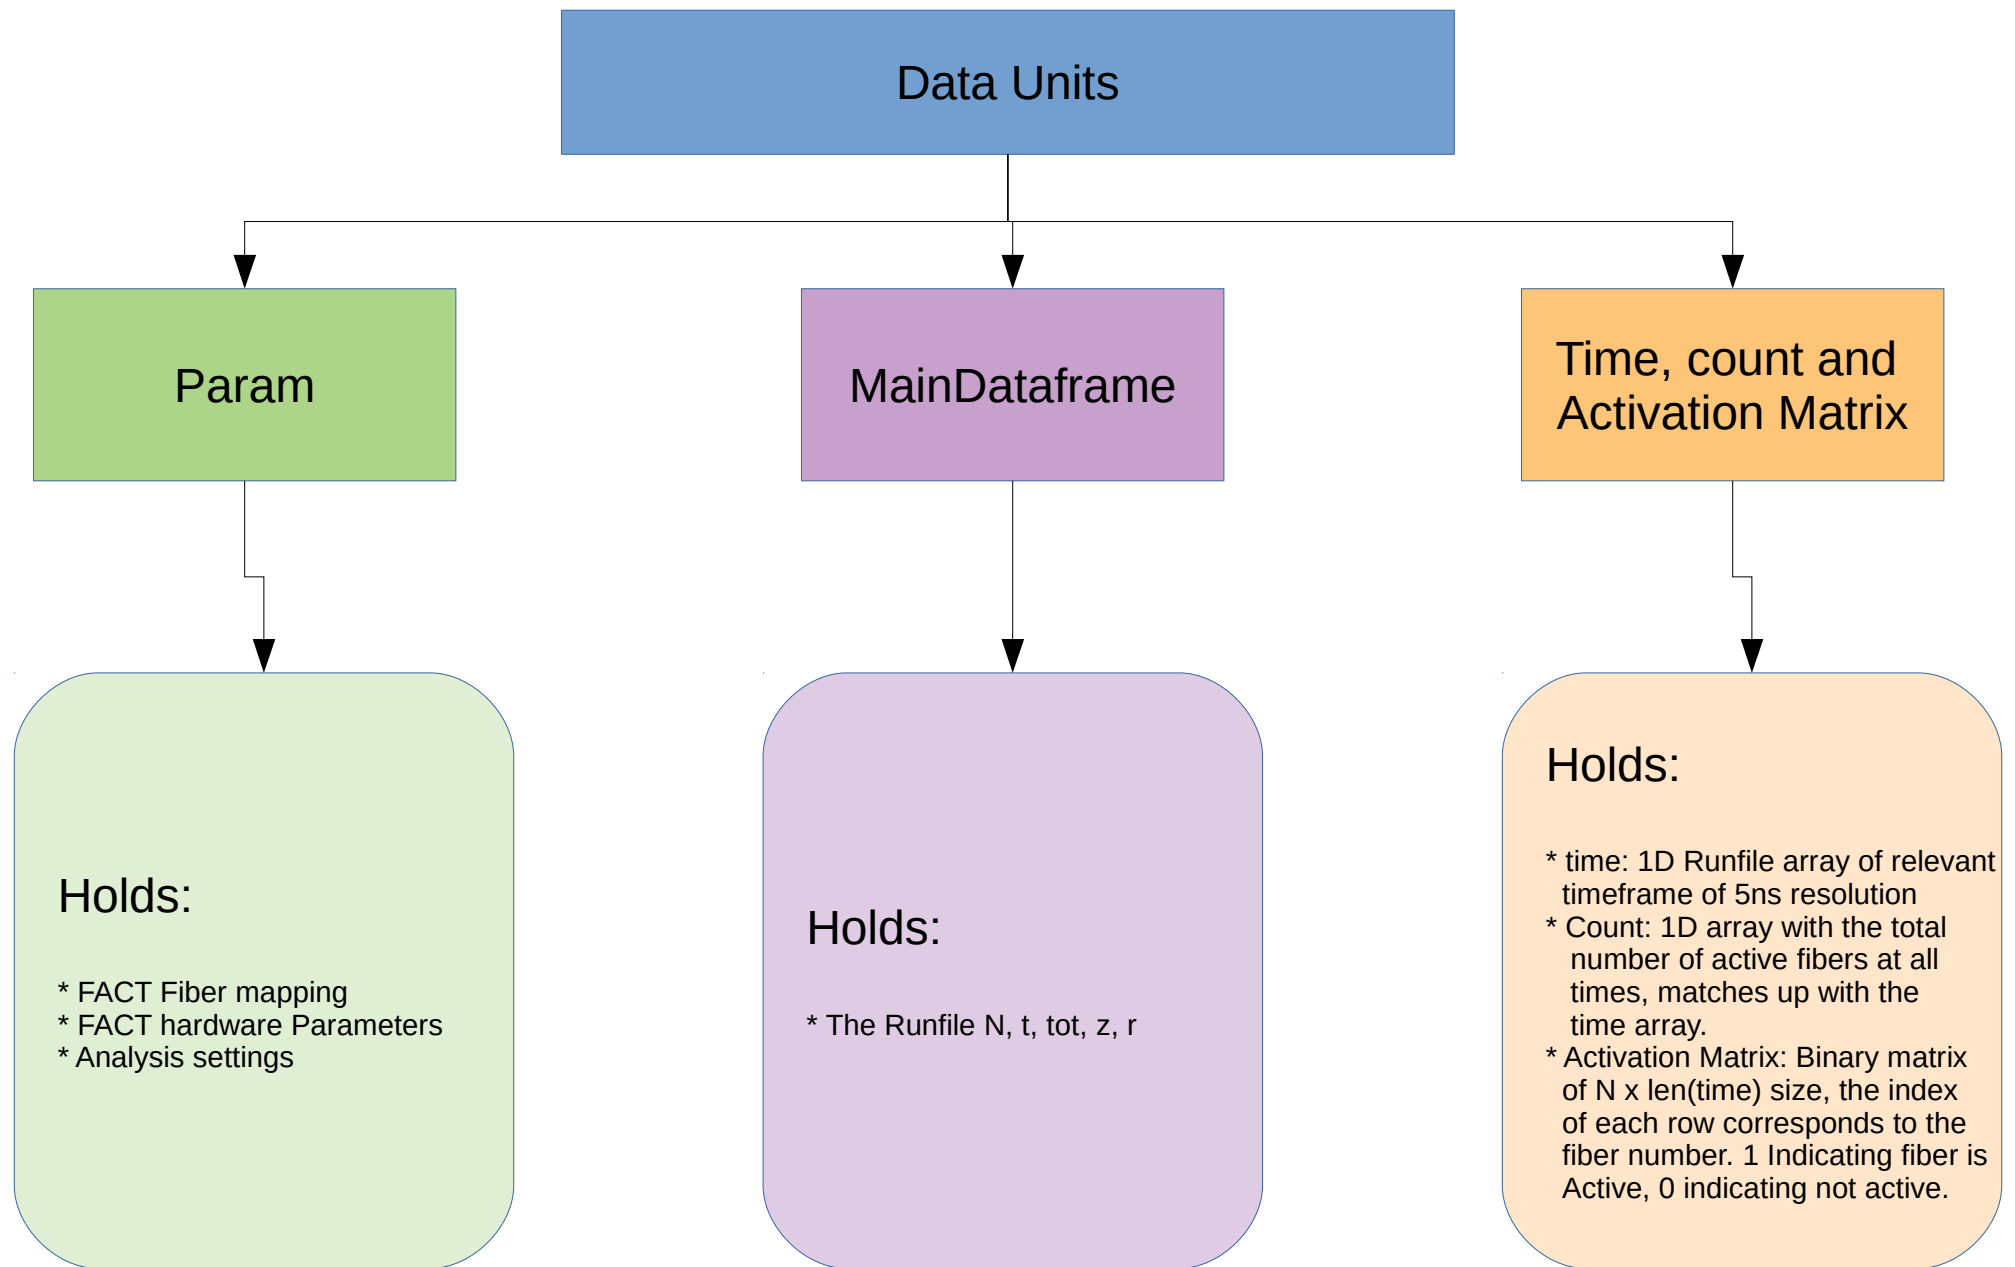 Data Units
Param
MainDataframe
Time, count and
Activation Matrix
Holds:
* FACT Fiber mapping
* FACT hardware Parameters
* Analysis settings
Holds:
* The Runfile N, t, tot, z, r
Holds:
* time: 1D Runfile array of relevant
timeframe of 5ns resolution
* Count: 1D array with the total
number of active fibers at all
times, matches up with the
time array.
* Activation Matrix: Binary matrix
of N x len(time) size, the index
of each row corresponds to the
fiber number. 1 Indicating fiber is
Active, 0 indicating not active.